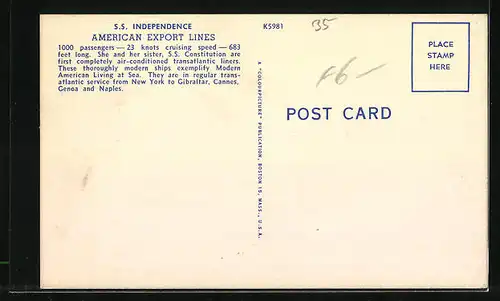 S.S. INDEPENDENCE
AMERICAN EXPORT LINES
1000 passengers — 23 knots cruising speed — 683
feet long. She and her sister, S.S. Constitution are
first completely air-conditioned transatlantic liners.
These thoroughly modern ships exemplify Modern
American Living at Sea. They are in regular trans-
atlantic service from New York to Gibraltar, Cannes,
Genoa and Naples.
K5981
35
PLACE
STAMP
HERE
POST CARD
A "COLOURPICTURE" PUBLICATION, BOSTON 15, MASS., U.S.A.